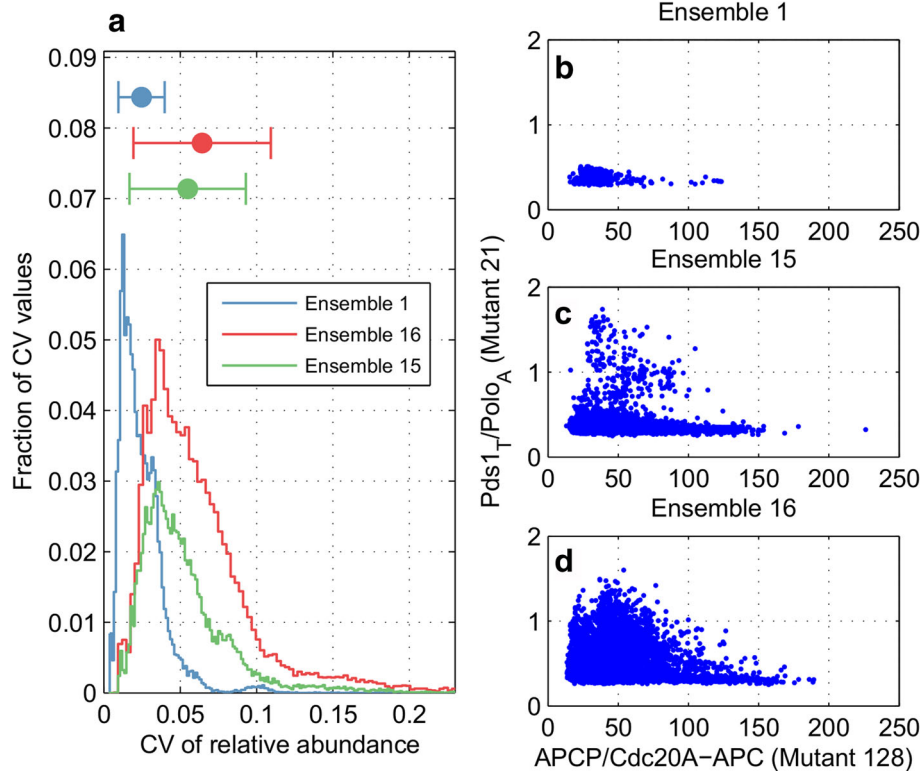 a
0.09
0.08
0.07
0.06
0.05
0.04
0.03
0.02
0.01
0
Fraction of CV values
Ensemble 1
Ensemble 16
Ensemble 15
0 0.05 0.1 0.15 0.2
CV of relative abundance
Ensemble 1
b
2
1
0
0 50 100 150 200 250
Ensemble 15
c
2
1
0
0 50 100 150 200 250
Ensemble 16
d
2
1
0
0 50 100 150 200 250
Pds1T/PoloA (Mutant 21)
APCP/Cdc20A−APC (Mutant 128)